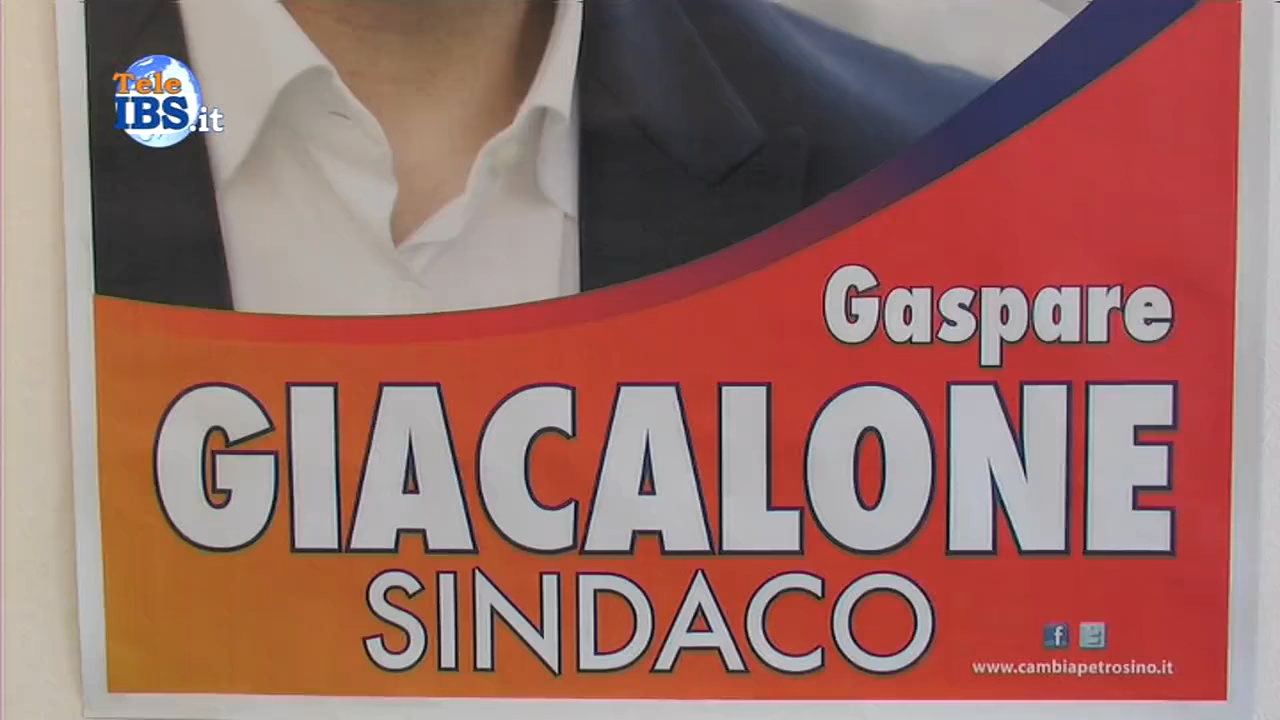 Tele
IBS.it
Gaspare
GIACALONE
SINDACO
www.cambiapetrosino.it